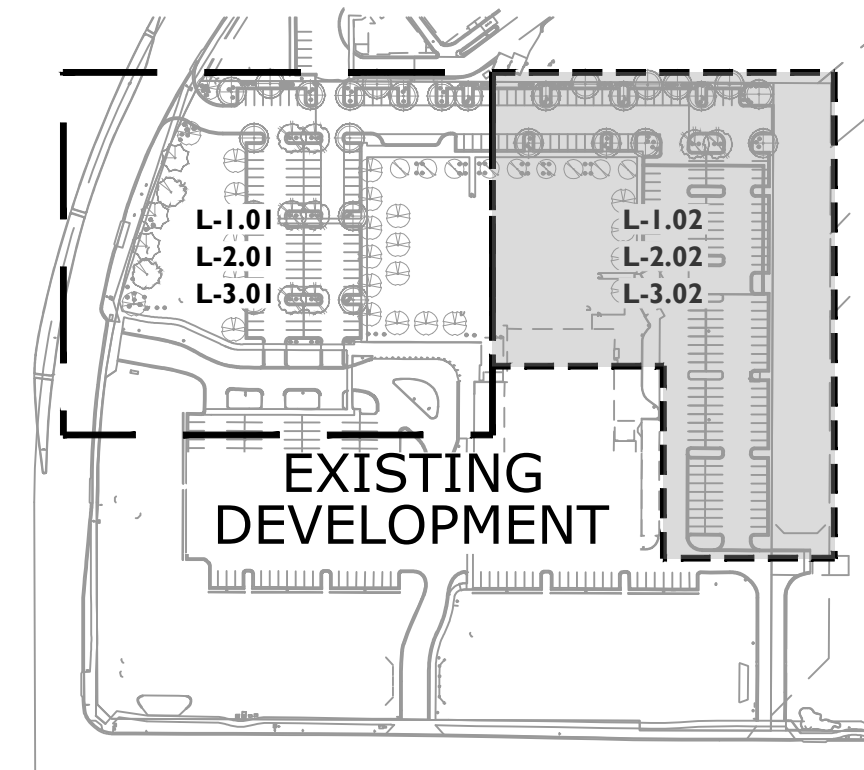 L-1.01
L-2.01
L-3.01
L-1.02
L-2.02
L-3.02
EXISTING
DEVELOPMENT